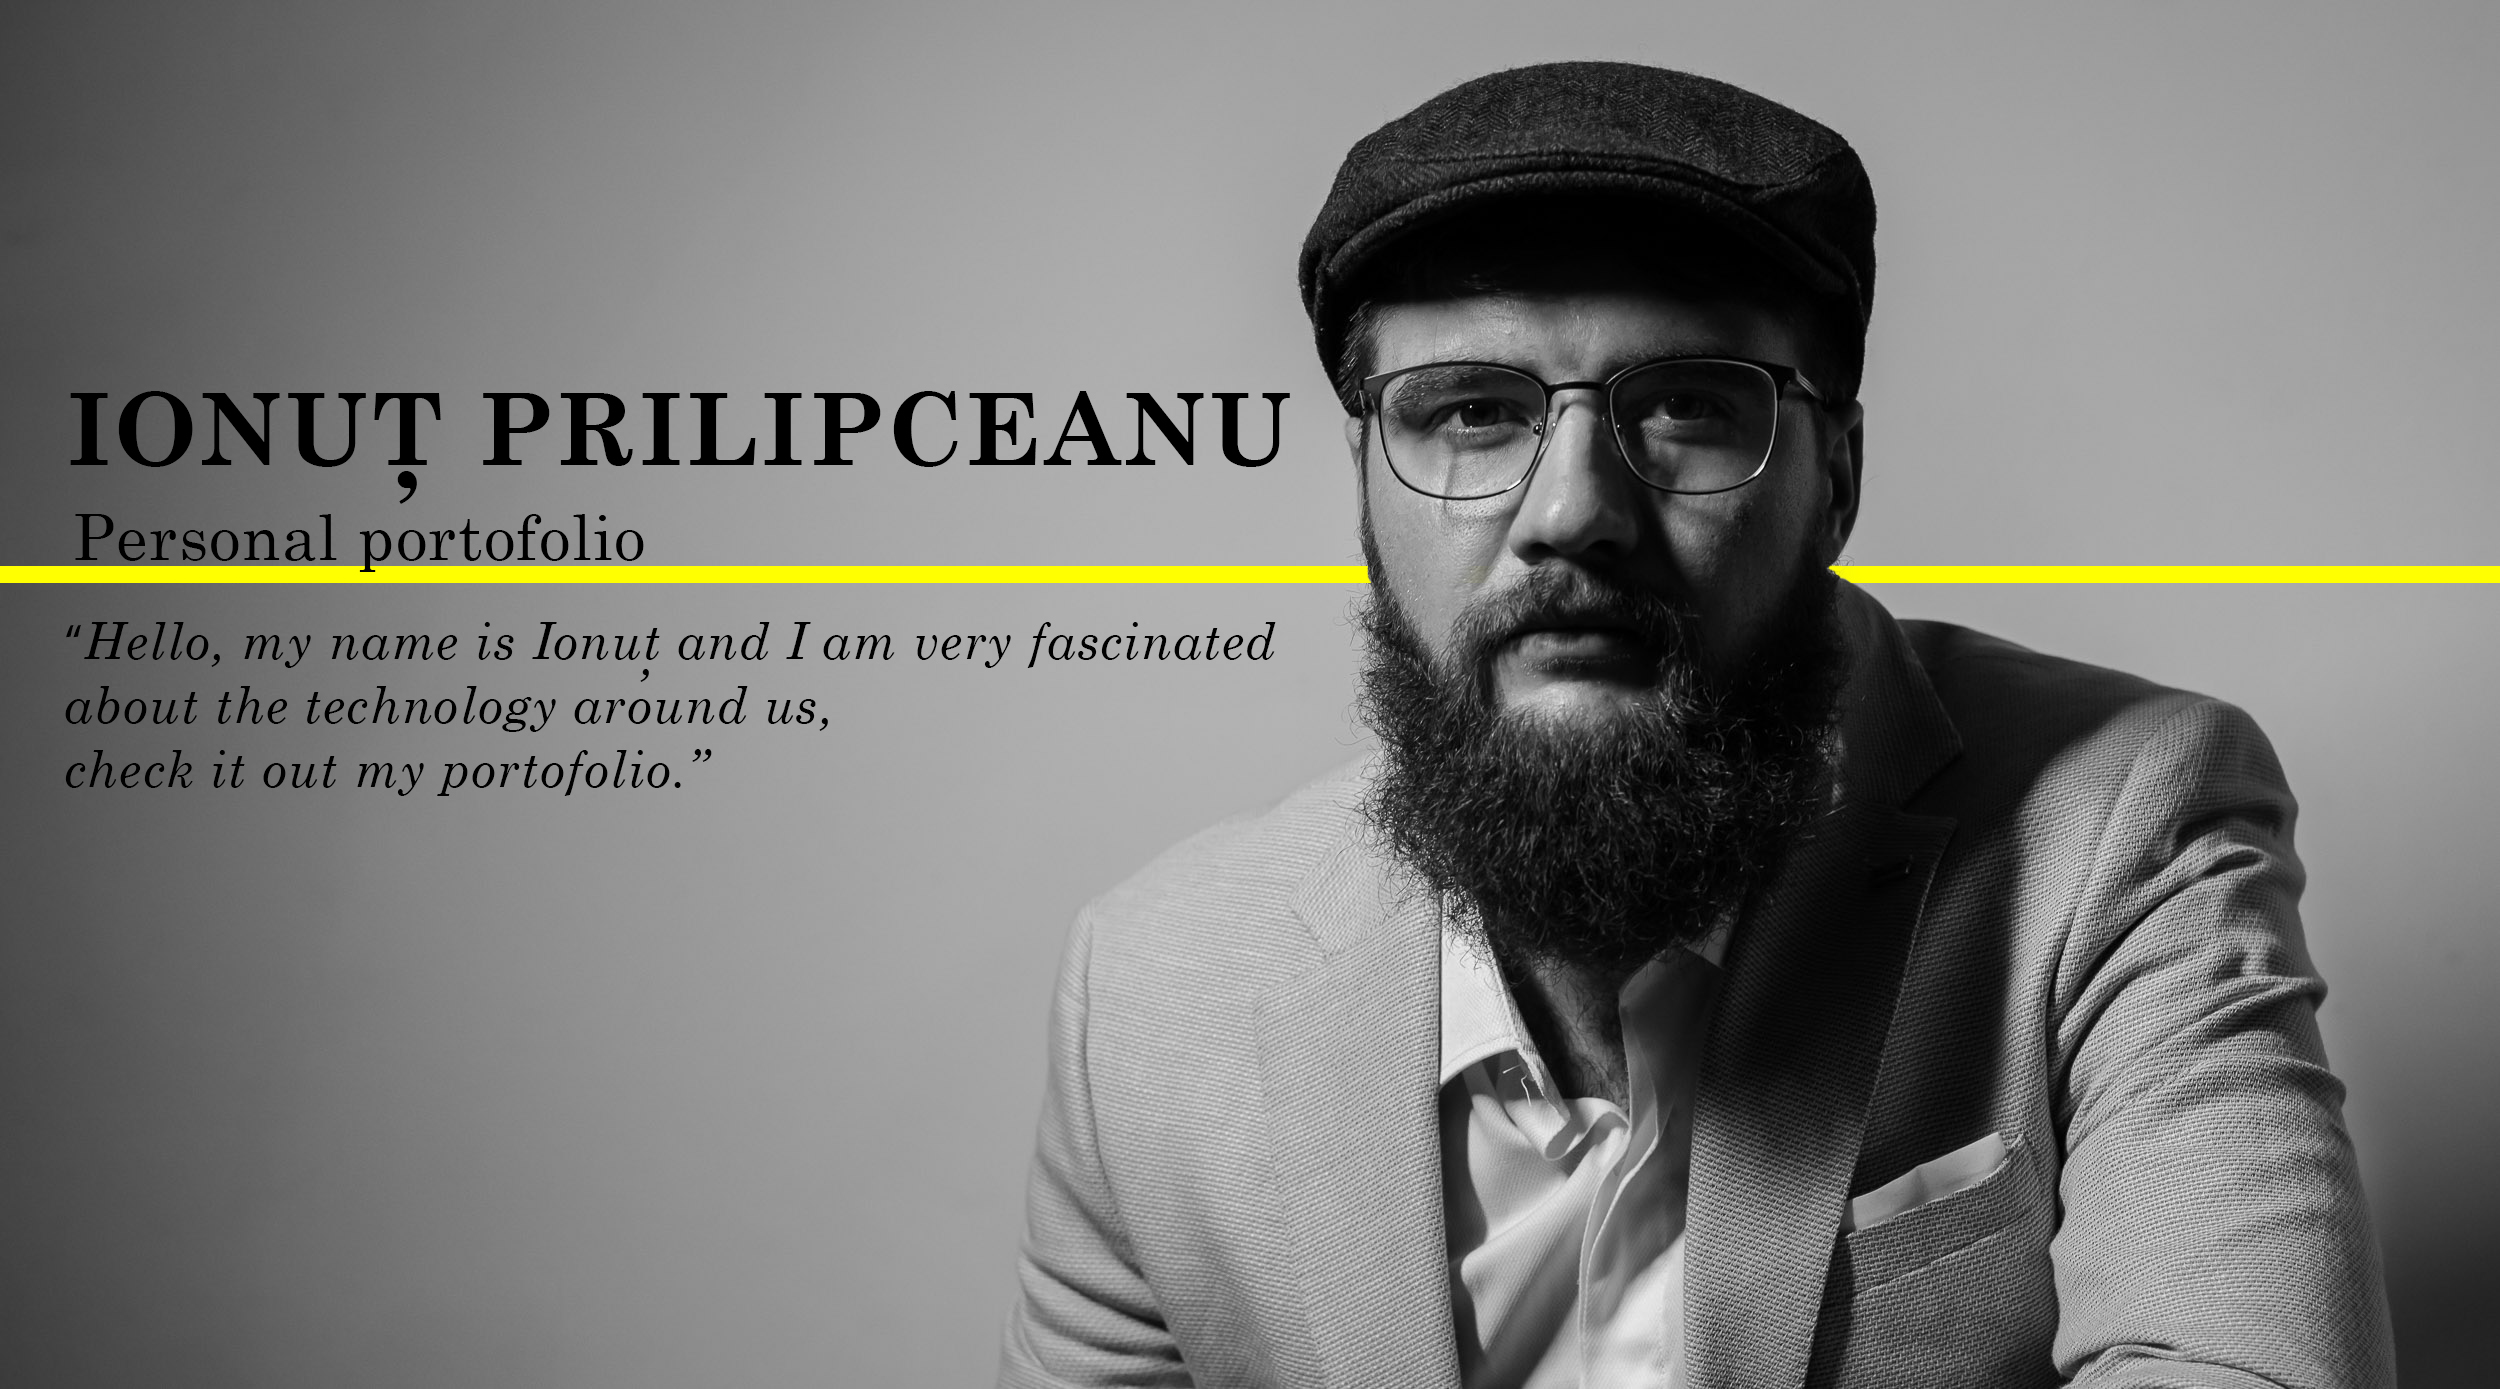 IONUȚ PRILIPCEANU
Personal portofolio
“Hello, my name is Ionuț and I am very fascinated
about the technology around us,
check it out my portofolio.”